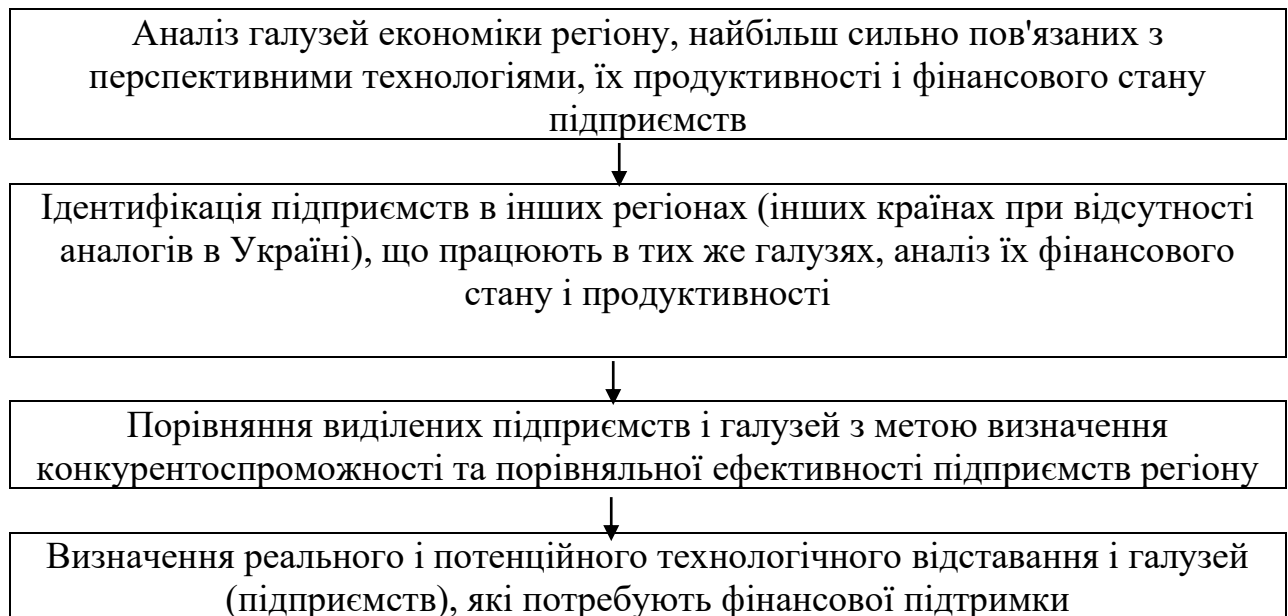 Аналіз галузей економіки регіону, найбільш сильно пов'язаних з
перспективними технологіями, їх продуктивності і фінансового стану
підприємств
Ідентифікація підприємств в інших регіонах (інших країнах при відсутності
аналогів в Україні), що працюють в тих же галузях, аналіз їх фінансового
стану і продуктивності
Порівняння виділених підприємств і галузей з метою визначення
конкурентоспроможності та порівняльної ефективності підприємств регіону
Визначення реального і потенційного технологічного відставання і галузей
(підприємств), які потребують фінансової підтримки